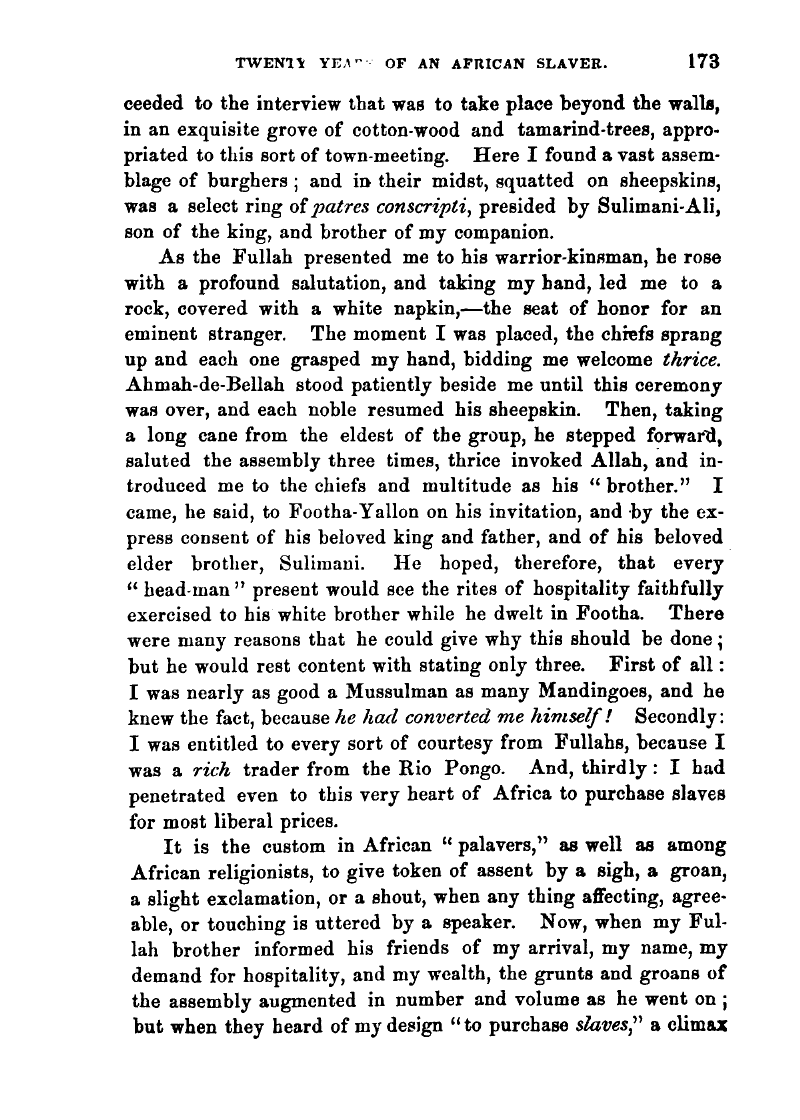 TWENTY YEARS OF AN AFRICAN SLAVER. 173
ceeded to the interview that was to take place beyond the walls,
in an exquisite grove of cotton-wood and tamarind-trees, appro-
priated to this sort of town-meeting. Here I found a vast assem-
blage of burghers; and in their midst, squatted on sheepskins,
was a select ring of patres conscripti, presided by Sulimani-Ali,
son of the king, and brother of my companion.
As the Fullah presented me to his warrior-kinsman, he rose
with a profound salutation, and taking my hand, led me to a
rock, covered with a white napkin,—the seat of honor for an
eminent stranger. The moment I was placed, the chiefs sprang
up and each one grasped my hand, bidding me welcome thrice.
Ahmah-de-Bellah stood patiently beside me until this ceremony
was over, and each noble resumed his sheepskin. Then, taking
a long cane from the eldest of the group, he stepped forward,
saluted the assembly three times, thrice invoked Allah, and in-
troduced me to the chiefs and multitude as his "brother." I
came, he said, to Footha-Yallon on his invitation, and by the ex-
press consent of his beloved king and father, and of his beloved
elder brother, Sulimani. He hoped, therefore, that every
"head-man" present would see the rites of hospitality faithfully
exercised to his white brother while he dwelt in Footha. There
were many reasons that he could give why this should be done;
but he would rest content with stating only three. First of all:
I was nearly as good a Mussulman as many Mandingoes, and he
knew the fact, because he had converted me himself! Secondly:
I was entitled to every sort of courtesy from Fullahs, because I
was a rich trader from the Rio Pongo. And, thirdly: I had
penetrated even to this very heart of Africa to purchase slaves
for most liberal prices.
It is the custom in African "palavers," as well as among
African religionists, to give token of assent by a sigh, a groan,
a slight exclamation, or a shout, when any thing affecting, agree-
able, or touching is uttered by a speaker. Now, when my Ful-
lah brother informed his friends of my arrival, my name, my
demand for hospitality, and my wealth, the grunts and groans of
the assembly augmented in number and volume as he went on;
but when they heard of my design "to purchase slaves," a climax